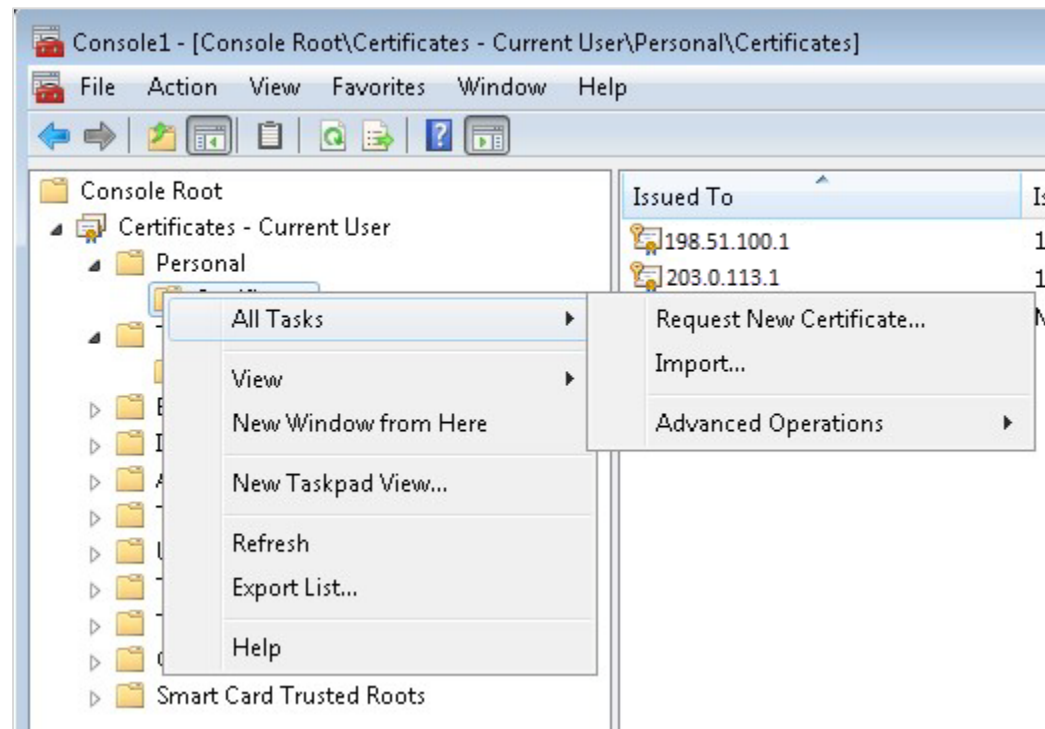 Console1 - [Console Root\Certificates - Current User\Personal\Certificates]
File Action View Favorites Window Help
Console Root
Certificates - Current User
Personal
Smart Card Trusted Roots
Issued To
198.51.100.1
203.0.113.1
All Tasks
View
New Window from Here
New Taskpad View...
Refresh
Export List...
Help
Request New Certificate...
Import...
Advanced Operations